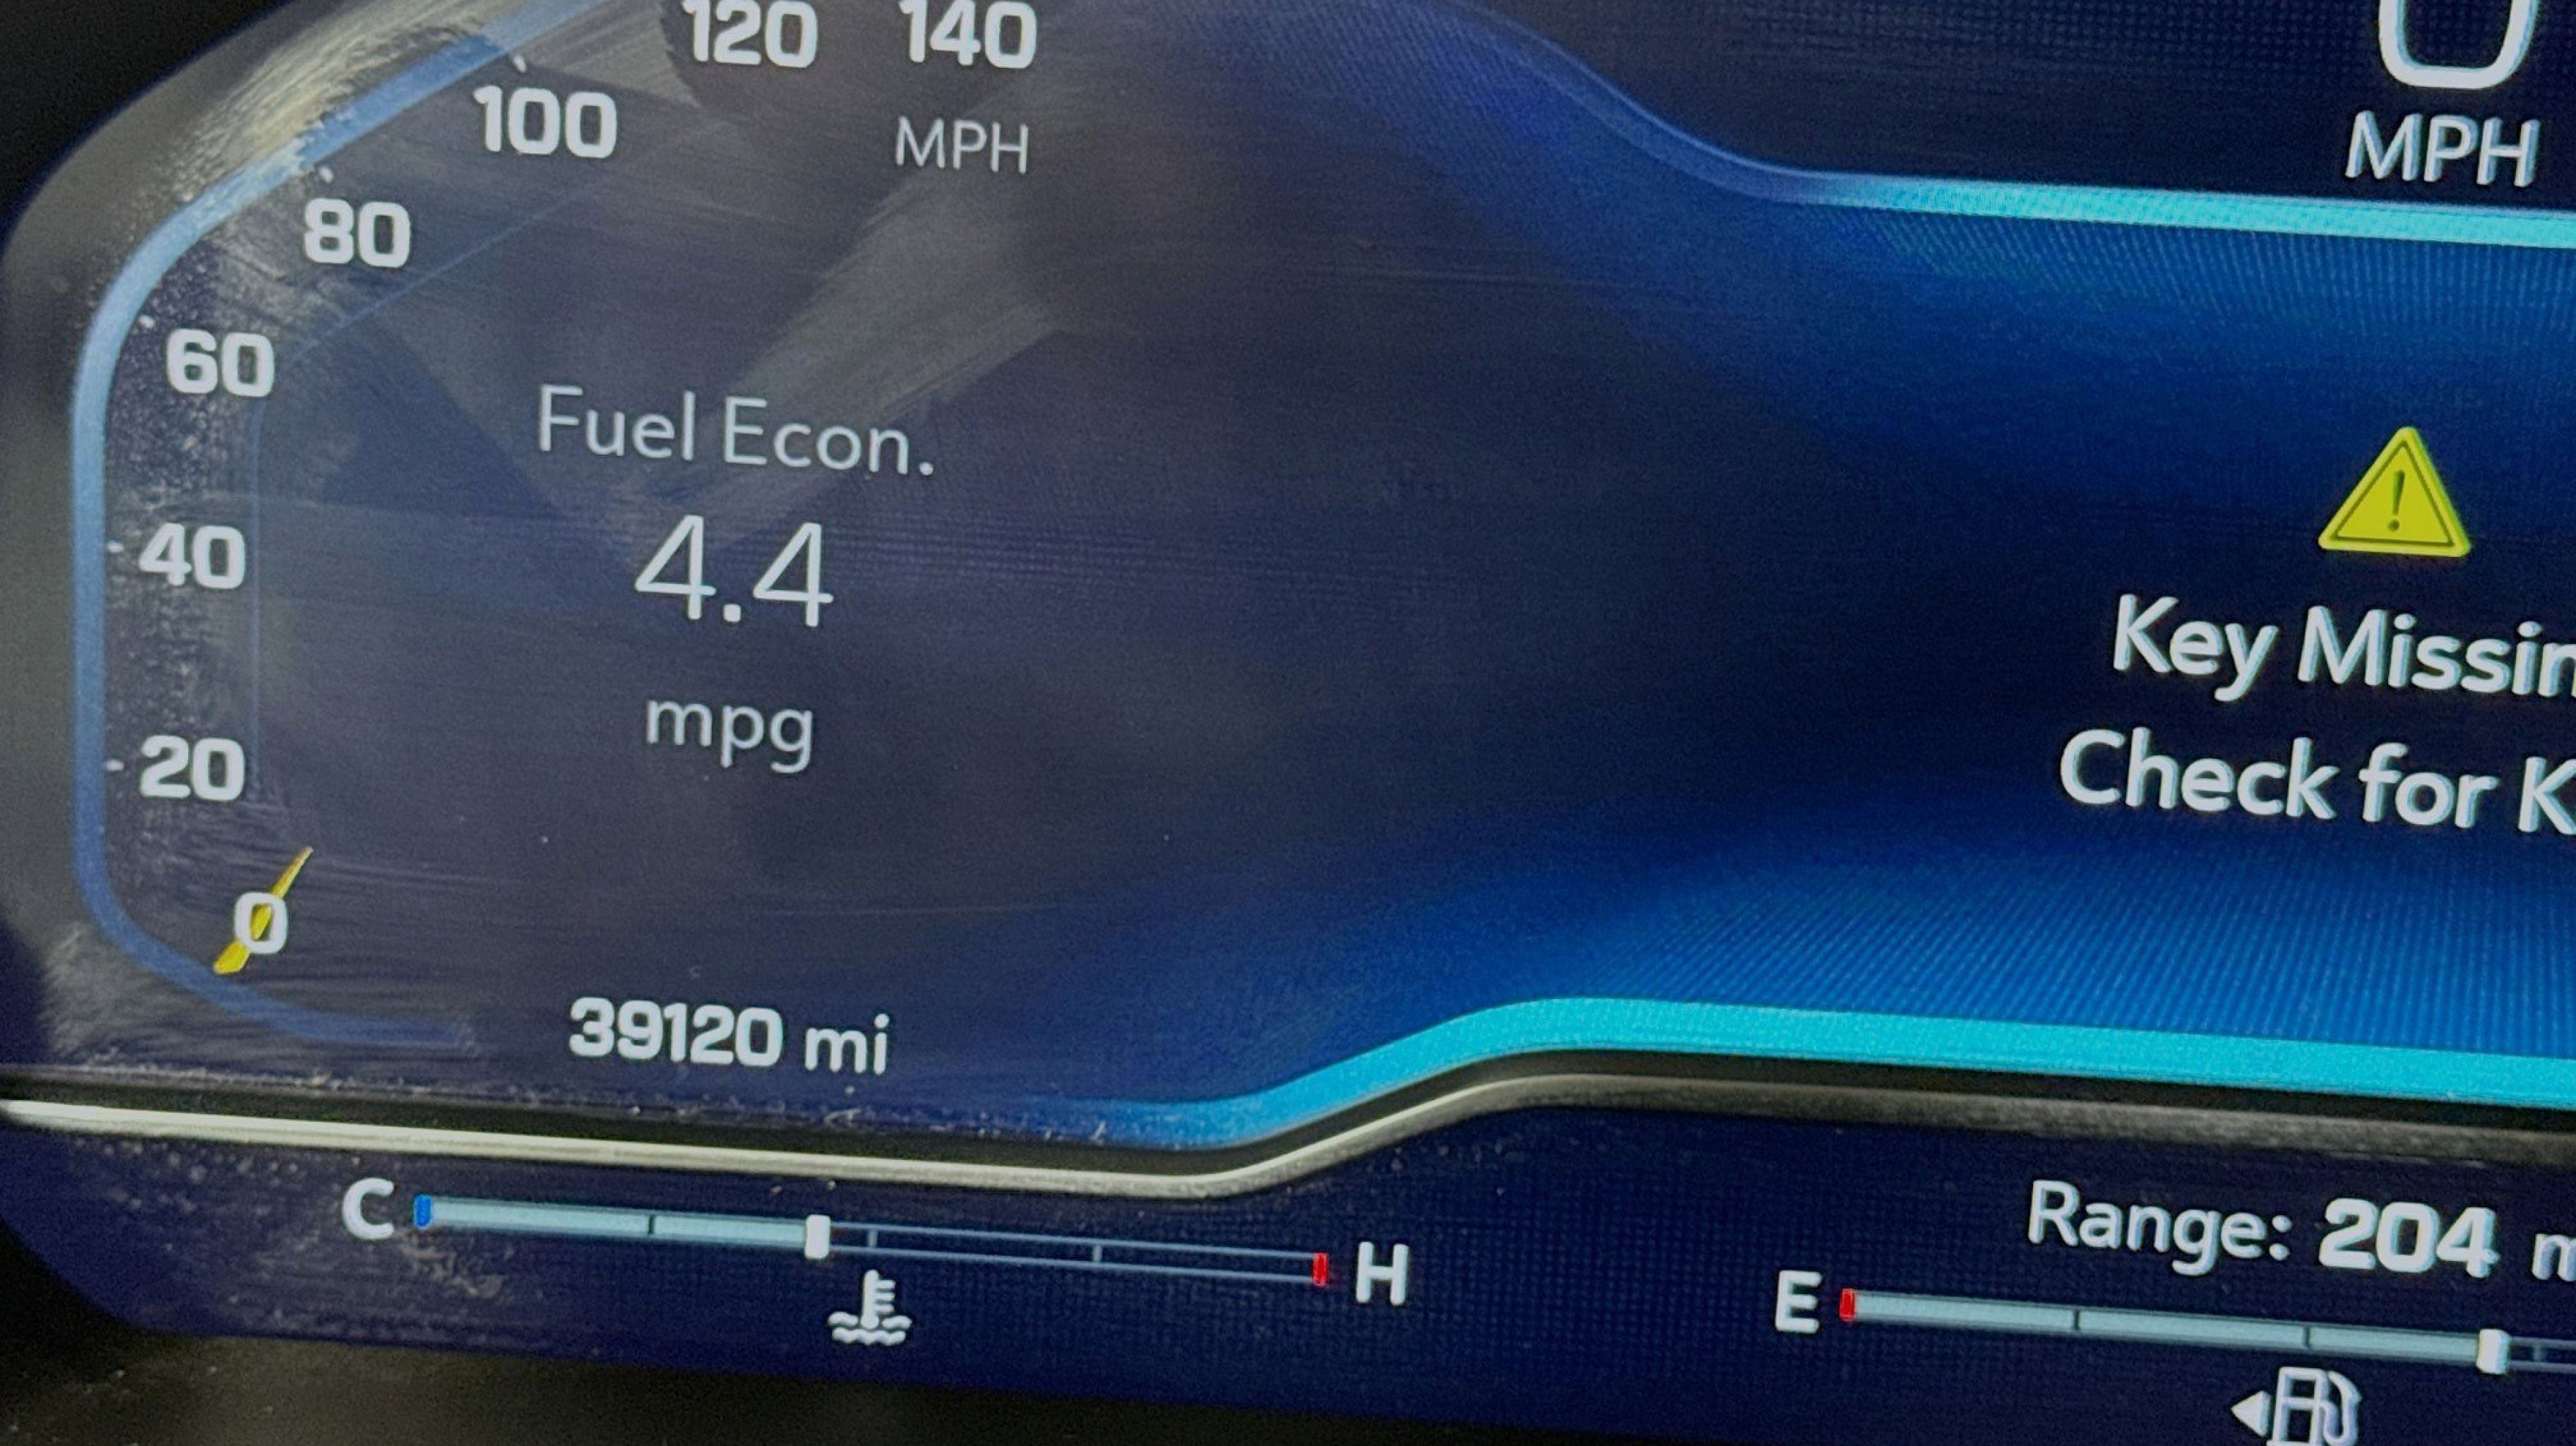 120 140
100
MPH
80
60
40
20
0
Fuel Econ.
4.4
mpg
39120 mi
C H
MPH
Key Missin
Check for K
Range: 204 m
E